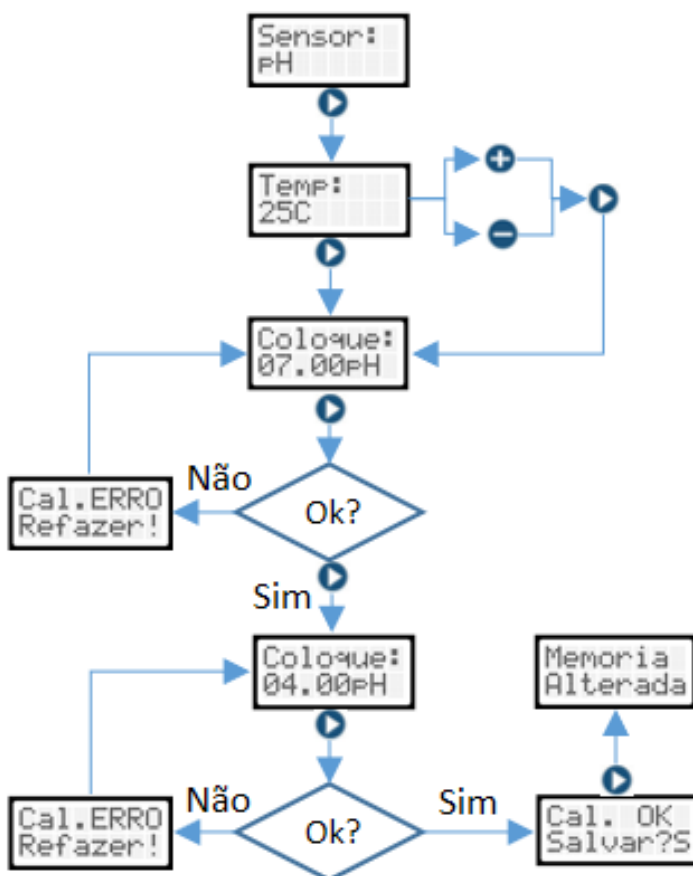 Sensor:
pH
Temp:
25C
Coloque:
07.00pH
Não
Cal.ERRO
Refazer!
Ok?
Sim
Coloque:
04.00pH
Memoria
Alterada
Não
Cal.ERRO
Refazer!
Ok?
Sim
Cal. OK
Salvar?S